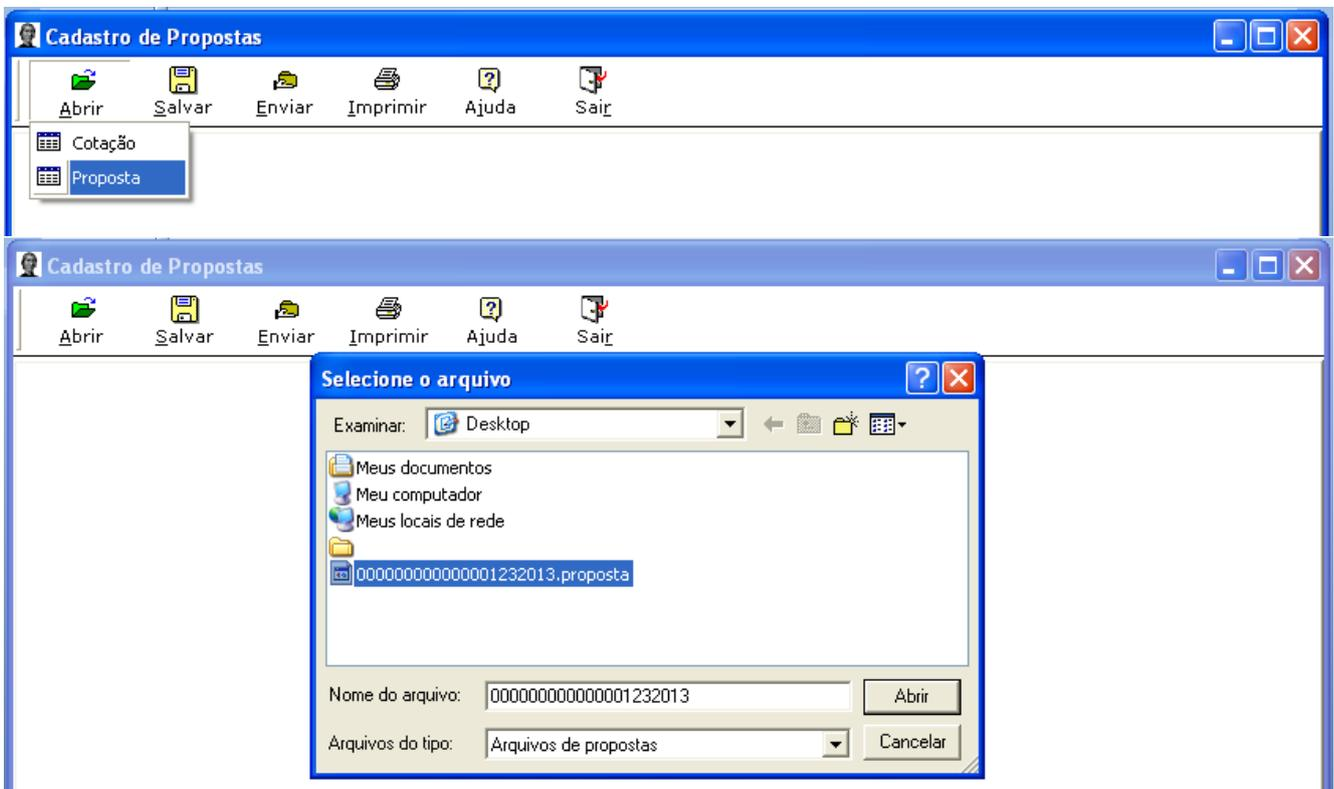 Cadastro de Propostas
Abrir Salvar Enviar Imprimir Ajuda Sair
Cotação
Proposta
Cadastro de Propostas
Abrir Salvar Enviar Imprimir Ajuda Sair
Selecione o arquivo
Examinar: Desktop
Meus documentos
Meu computador
Meus locais de rede
000000000000001232013.proposta
Nome do arquivo: 000000000000001232013 Abrir
Arquivos do tipo: Arquivos de propostas Cancelar